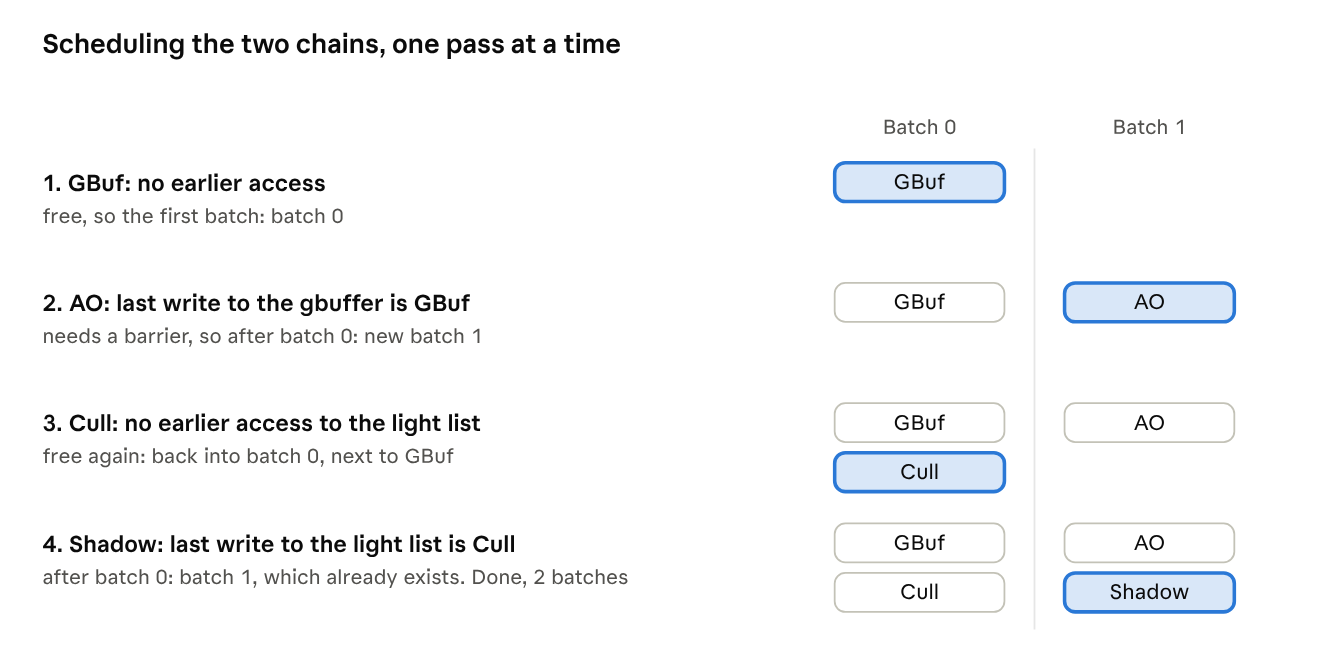 Scheduling the two chains, one pass at a time
Batch 0
Batch 1
1. GBuf: no earlier access
free, so the first batch: batch 0
GBuf
2. AO: last write to the gbuffer is GBuf
needs a barrier, so after batch 0: new batch 1
GBuf
AO
3. Cull: no earlier access to the light list
free again: back into batch 0, next to GBuf
GBuf
AO
Cull
4. Shadow: last write to the light list is Cull
after batch 0: batch 1, which already exists. Done, 2 batches
GBuf
AO
Cull
Shadow